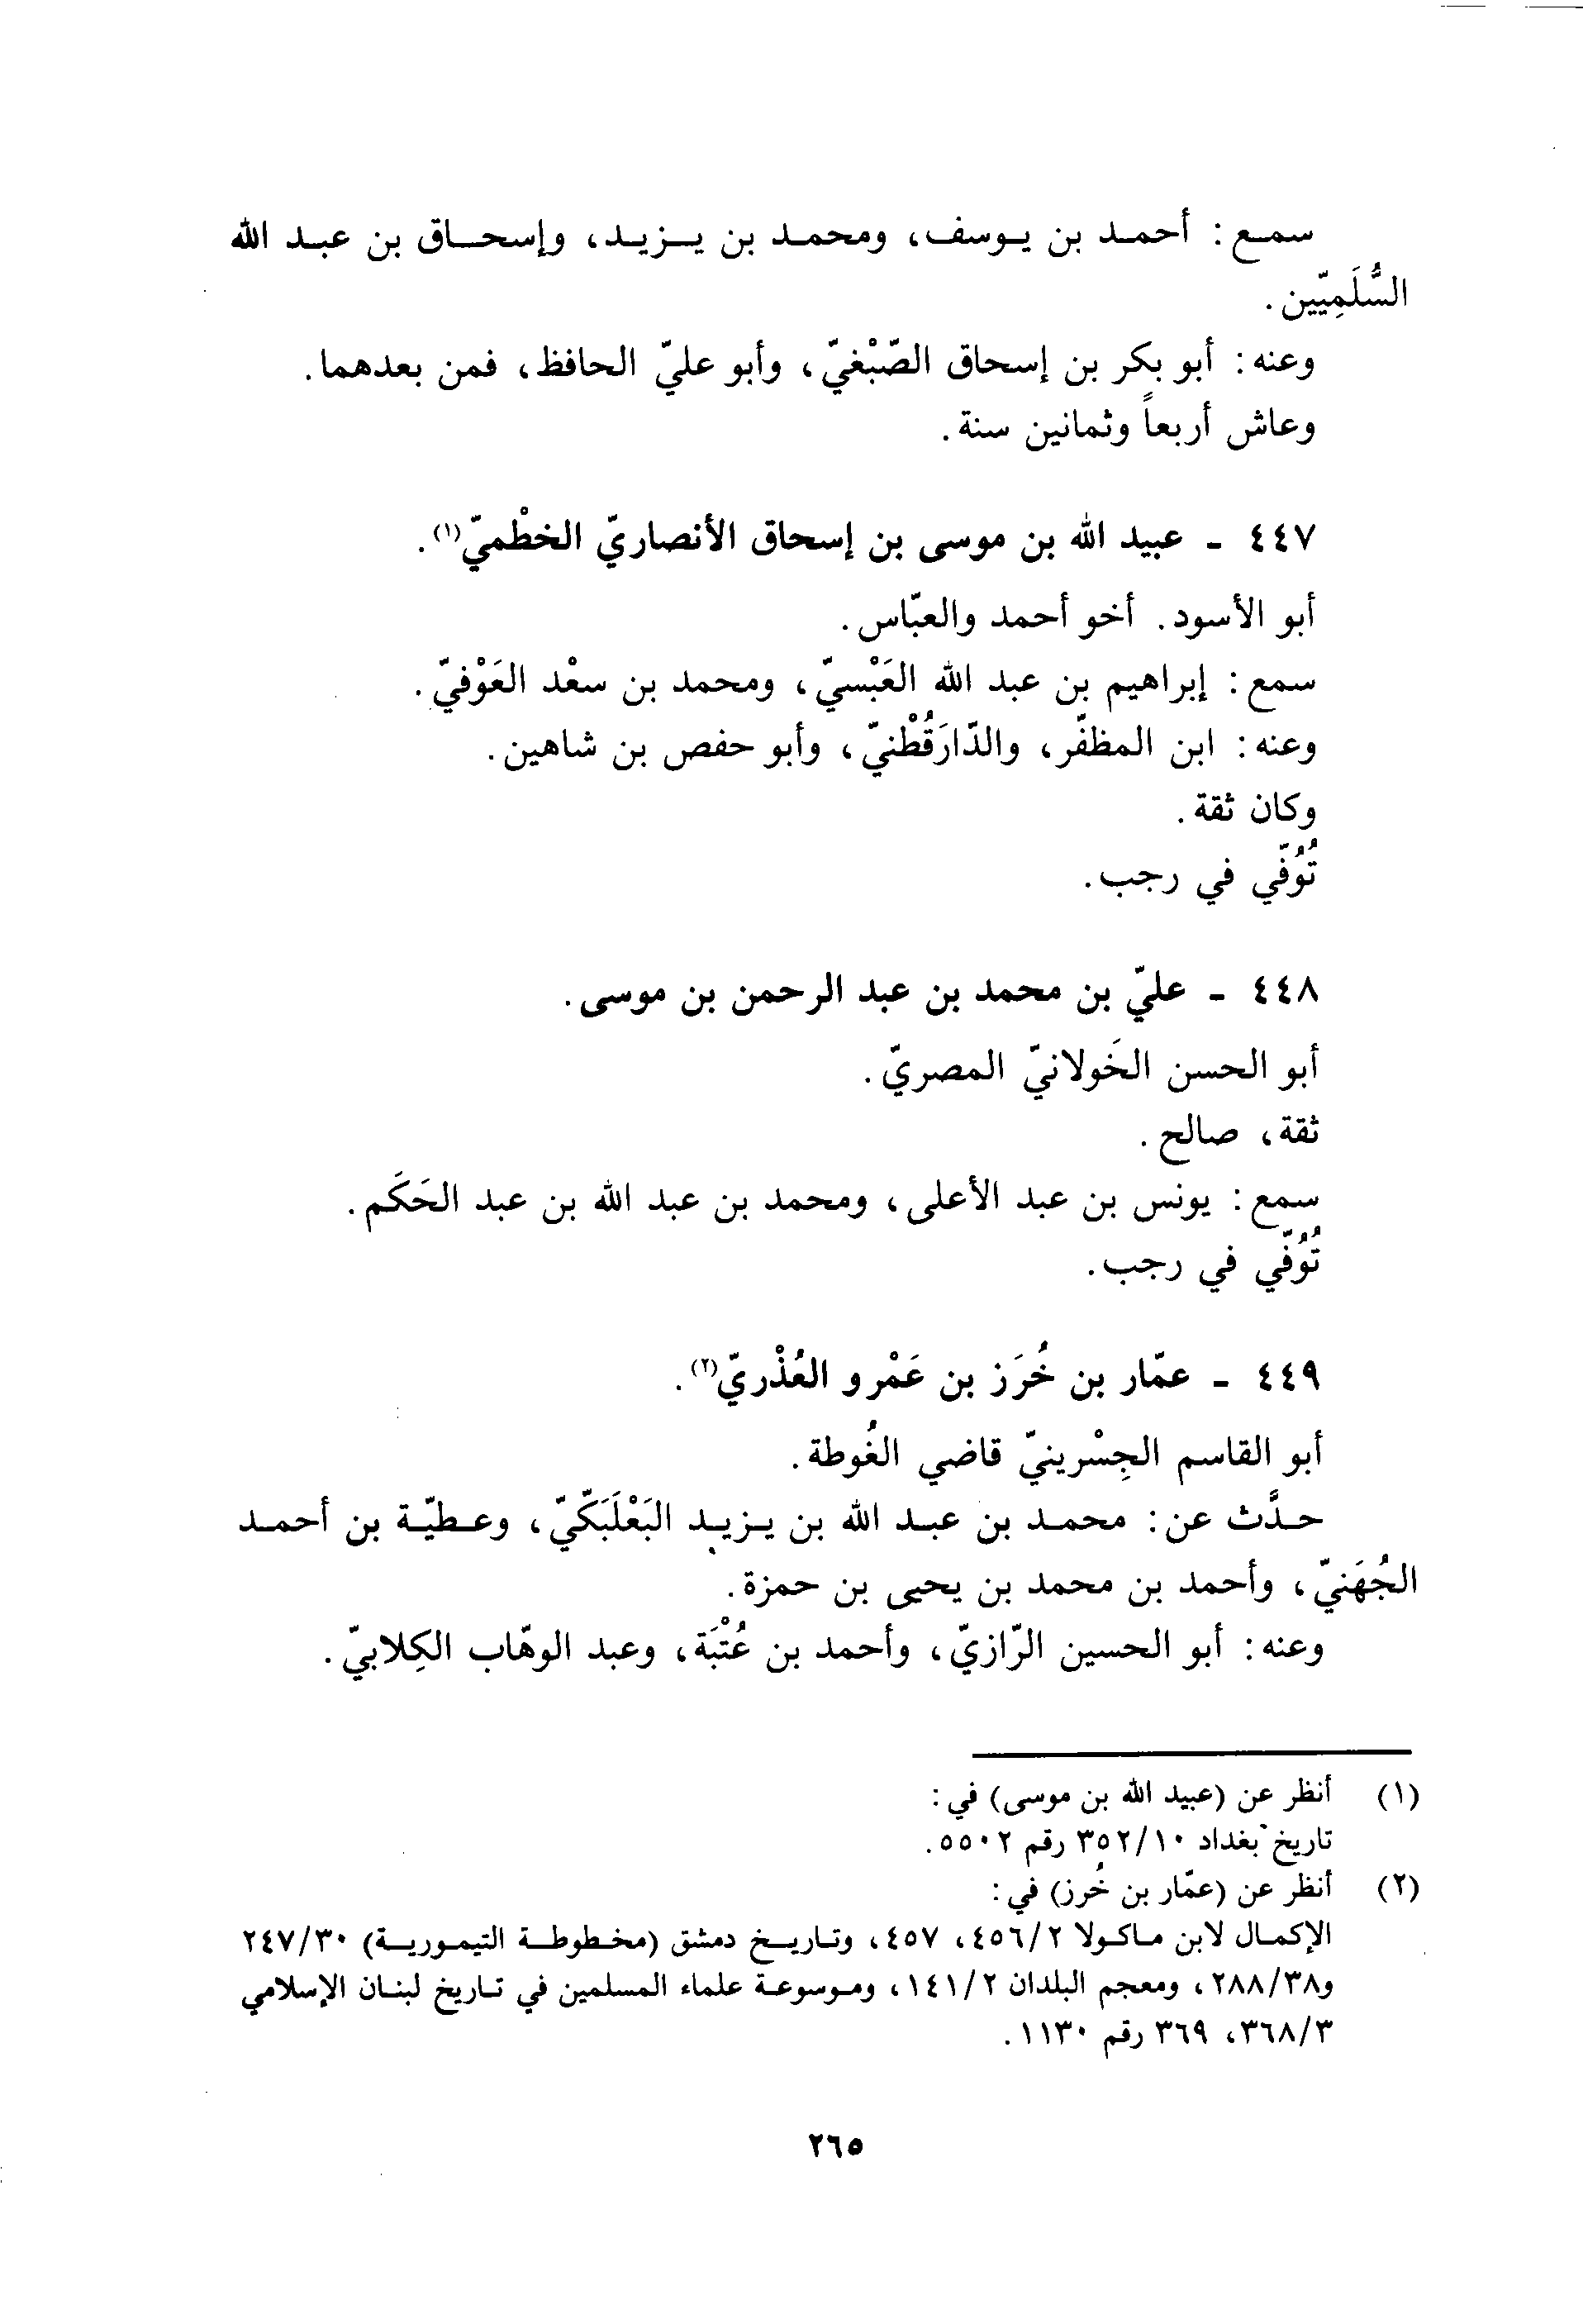 سمع: أحمد بن يوسف، ومحمد بن يزيد، وإسحاق بن عبد الله
السُّلَمِيّين.
وعنه: أبو بكر بن إسحاق الصّبْغيّ، وأبو عليّ الحافظ، فمن بعدهما.
وعاش أربعاً وثمانين سنة.
٤٤٧ - عبيد الله بن موسى بن إسحاق الأنصاريّ الخطْميّ(١).
أبو الأسود. أخو أحمد والعبّاس.
سمع: إبراهيم بن عبد الله العَبْسيّ، ومحمد بن سعْد العَوْفيّ.
وعنه: ابن المظفّر، والدّارَقُطْنيّ، وأبو حفص بن شاهين.
وكان ثقة.
تُوُفّي في رجب.
٤٤٨ - عليّ بن محمد بن عبد الرحمن بن موسى.
أبو الحسن الخَولانيّ المصريّ.
ثقة، صالح.
سمع: يونس بن عبد الأعلى، ومحمد بن عبد الله بن عبد الحَكَم.
تُوُفّي في رجب.
٤٤٩ - عمّار بن خُرَز بن عَمْرو العُذْريّ(٢).
أبو القاسم الجِسْرينيّ قاضي الغُوطة.
حدَّث عن: محمد بن عبد الله بن يزيد البَعْلَبَكّيّ، وعطيّة بن أحمد
الجُهَنيّ، وأحمد بن محمد بن يحيى بن حمزة.
وعنه: أبو الحسين الرّازيّ، وأحمد بن عُتْبَة، وعبد الوهّاب الكِلابيّ.
(١) أنظر عن (عبيد الله بن موسى) في:
تاريخ بغداد ٣٥٢/١٠ رقم ٥٥٠٢.
(٢) أنظر عن (عمّار بن خُرز) في:
الإكمال لابن ماكولا ٤٥٦/٢، ٤٥٧، وتاريخ دمشق (مخطوطة التيمورية) ٢٤٧/٣٠
و٢٨٨/٣٨، ومعجم البلدان ١٤١/٢، وموسوعة علماء المسلمين في تاريخ لبنان الإسلامي
٣٦٨/٣، ٣٦٩ رقم ١١٣٠.
٢٦٥